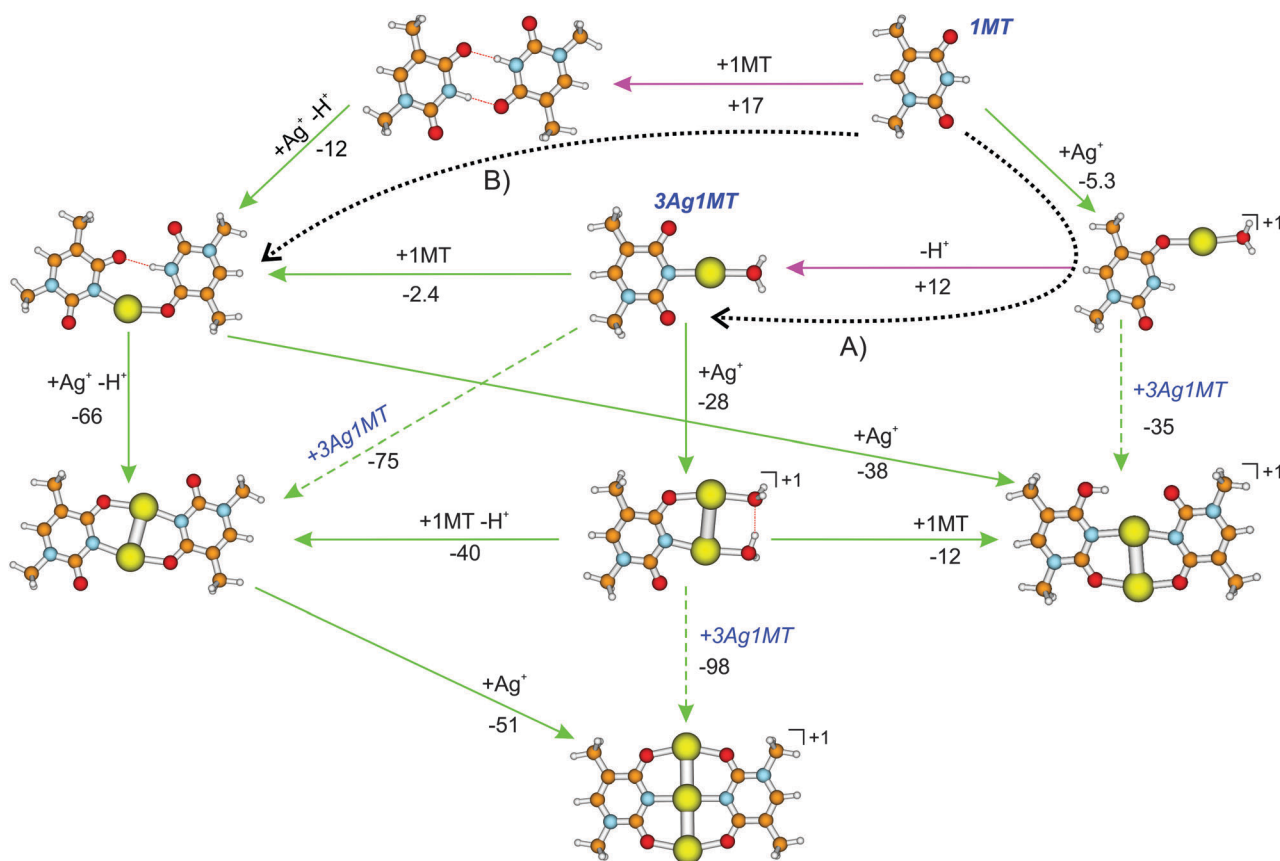 1MT
+1MT
+17
+Ag⁺ -H⁺
-12
+Ag⁺
-5.3
B)
3Ag1MT
]+1
+1MT
-2.4
-H⁺
+12
A)
+Ag⁺ -H⁺
-66
+3Ag1MT
-75
+Ag⁺
-28
+Ag⁺
-38
+3Ag1MT
-35
]+1
]+1
+1MT -H⁺
-40
+1MT
-12
+3Ag1MT
-98
+Ag⁺
-51
]+1